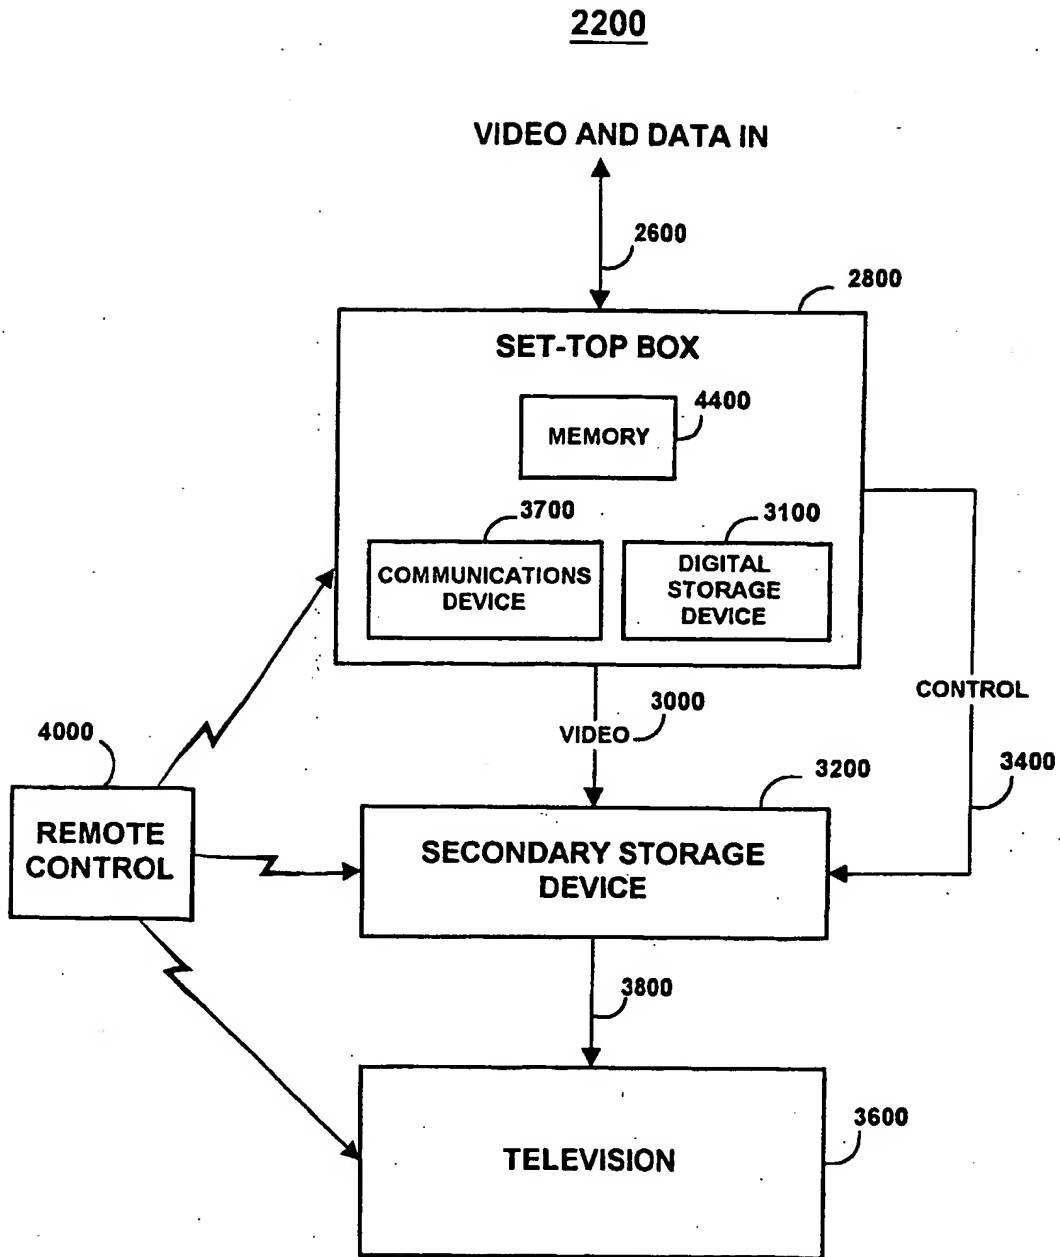 2200
VIDEO AND DATA IN
2600
2800
SET-TOP BOX
4400
MEMORY
3700
3100
COMMUNICATIONS
DEVICE
DIGITAL
STORAGE
DEVICE
CONTROL
3000
VIDEO
4000
3200
3400
REMOTE
CONTROL
SECONDARY STORAGE
DEVICE
3800
3600
TELEVISION